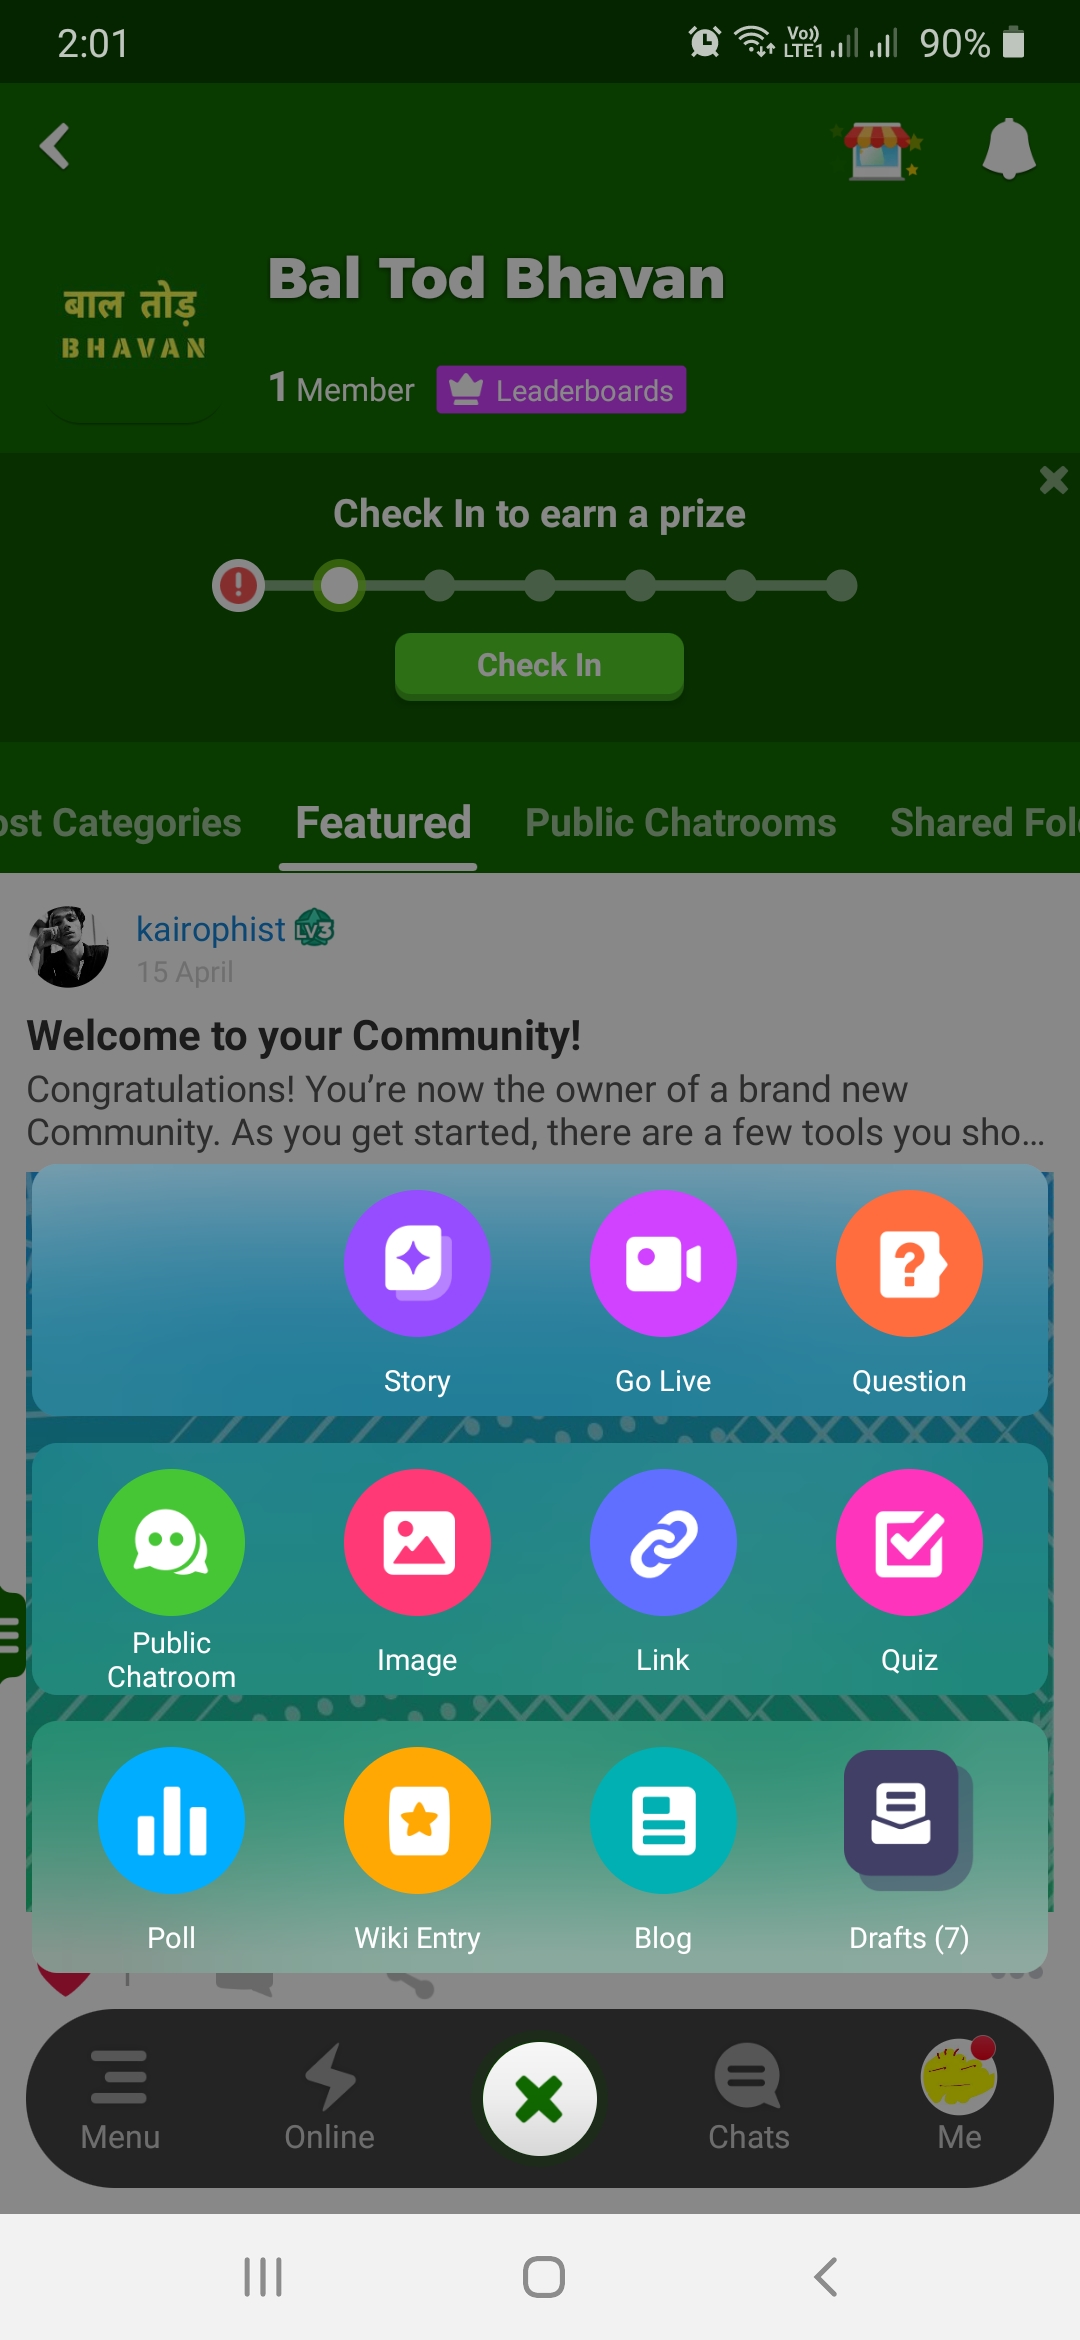 2:01
Vo)) LTE1
90%
बाल तोड़
BHAVAN
Bal Tod Bhavan
1 Member
Leaderboards
Check In to earn a prize
Check In
ost Categories
Featured
Public Chatrooms
Shared Fol
kairophist LV3
15 April
Welcome to your Community!
Congratulations! You’re now the owner of a brand new
Community. As you get started, there are a few tools you sho...
Story
Go Live
Question
Public
Chatroom
Image
Link
Quiz
Poll
Wiki Entry
Blog
Drafts (7)
Menu
Online
Chats
Me